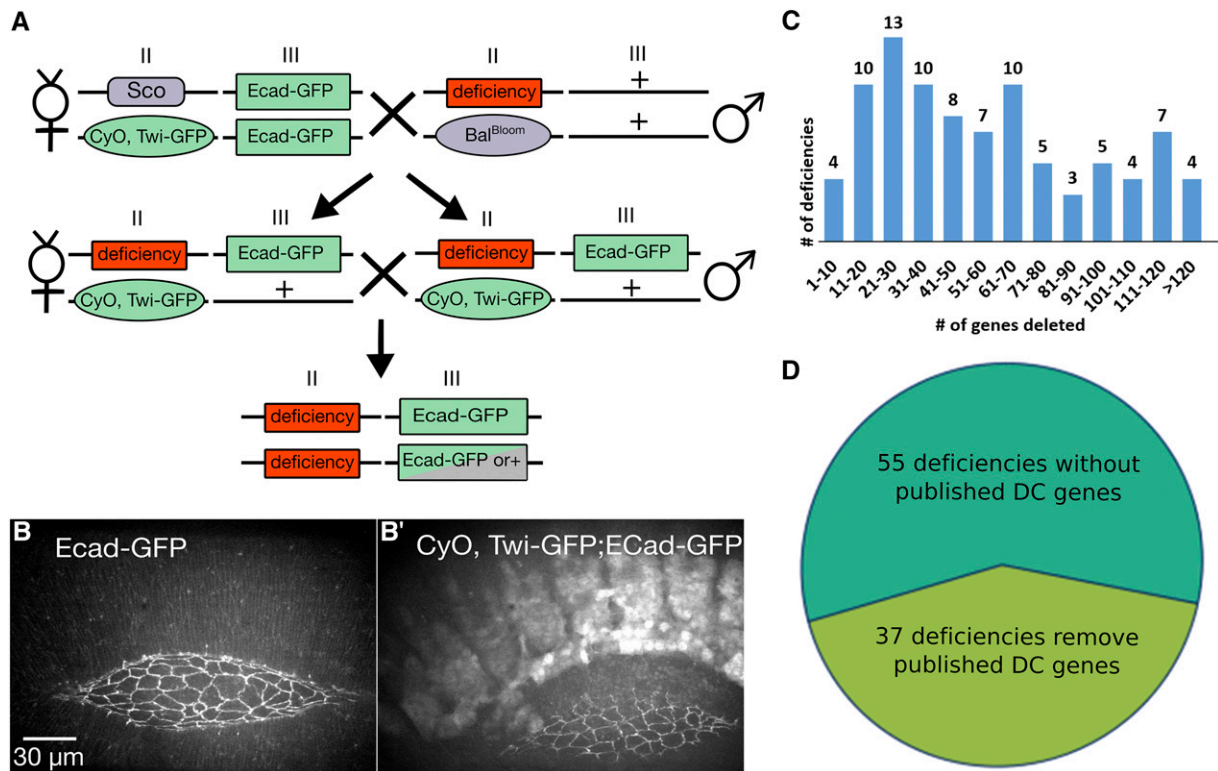 A
II III II III
Sco Ecad-GFP deficiency +
CyO, Twi-GFP Ecad-GFP Bal^Bloom +
II III II III
deficiency Ecad-GFP deficiency Ecad-GFP
CyO, Twi-GFP + CyO, Twi-GFP +
II III
deficiency Ecad-GFP
deficiency Ecad-GFP or+
B Ecad-GFP
30 µm
B' CyO, Twi-GFP;ECad-GFP
C
# of deficiencies
4 10 13 10 8 7 10 5 3 5 4 7 4
1-10 11-20 21-30 31-40 41-50 51-60 61-70 71-80 81-90 91-100 101-110 111-120 >120
# of genes deleted
D
55 deficiencies without
published DC genes
37 deficiencies remove
published DC genes